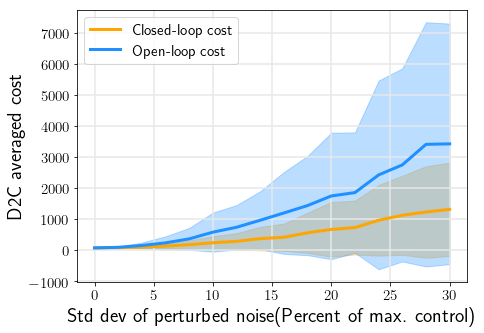 Closed-loop cost
Open-loop cost
D2C averaged cost
7000
6000
5000
4000
3000
2000
1000
0
−1000
0 5 10 15 20 25 30
Std dev of perturbed noise(Percent of max. control)